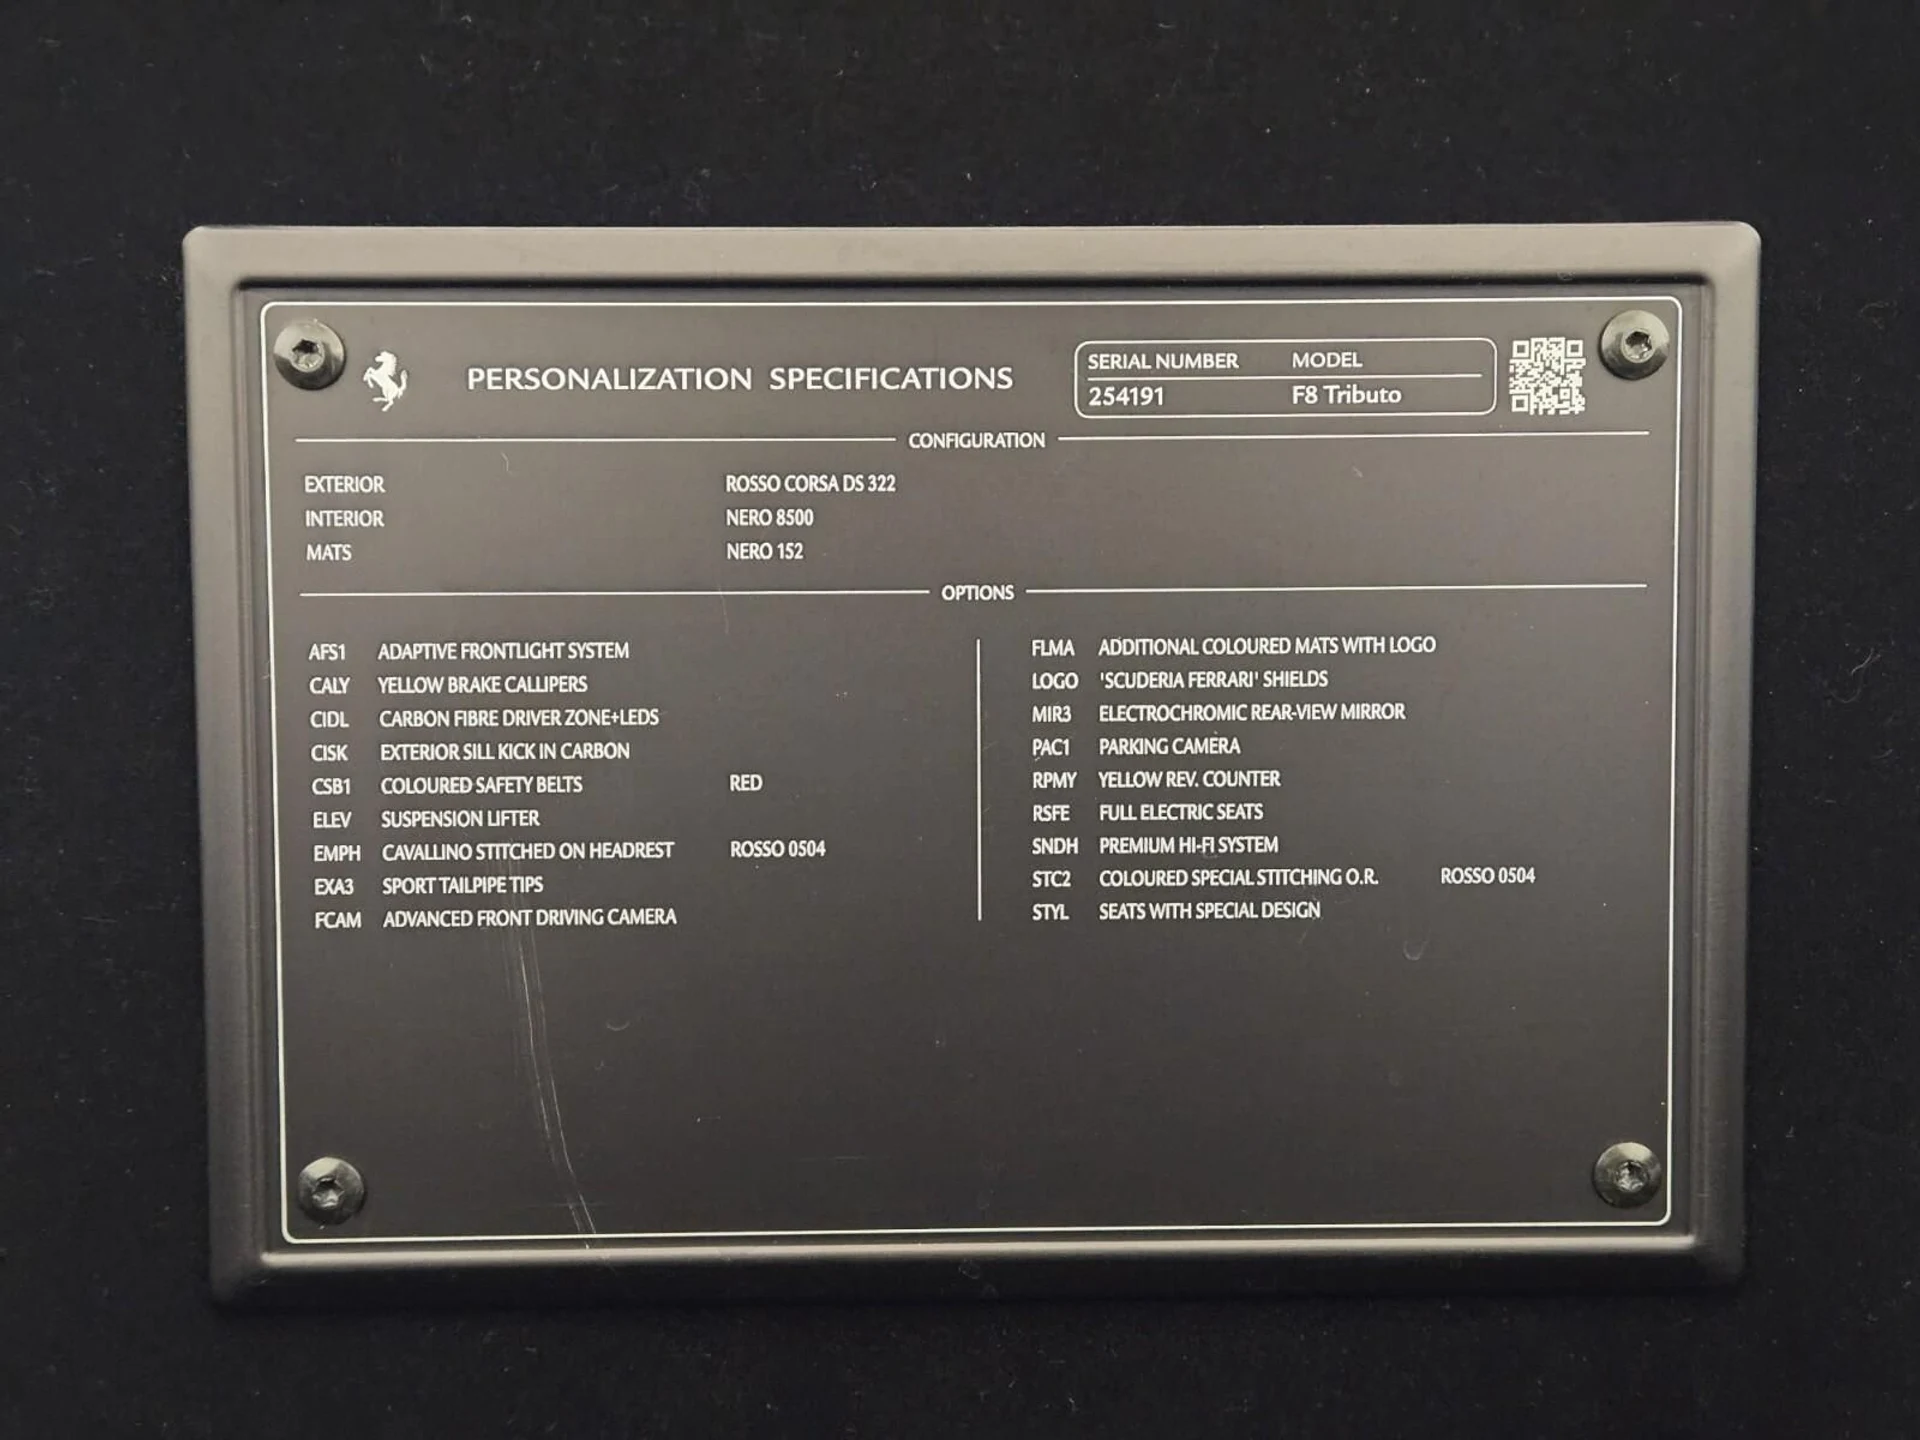 PERSONALIZATION SPECIFICATIONS
SERIAL NUMBER MODEL
254191 F8 Tributo
CONFIGURATION
EXTERIOR ROSSO CORSA DS 322
INTERIOR NERO 8500
MATS NERO 152
OPTIONS
AFS1 ADAPTIVE FRONTLIGHT SYSTEM
CALY YELLOW BRAKE CALLIPERS
CIDL CARBON FIBRE DRIVER ZONE+LEDS
CISK EXTERIOR SILL KICK IN CARBON
CSB1 COLOURED SAFETY BELTS RED
ELEV SUSPENSION LIFTER
EMPH CAVALLINO STITCHED ON HEADREST ROSSO 0504
EXA3 SPORT TAILPIPE TIPS
FCAM ADVANCED FRONT DRIVING CAMERA
FLMA ADDITIONAL COLOURED MATS WITH LOGO
LOGO 'SCUDERIA FERRARI' SHIELDS
MIR3 ELECTROCHROMIC REAR-VIEW MIRROR
PAC1 PARKING CAMERA
RPMY YELLOW REV. COUNTER
RSFE FULL ELECTRIC SEATS
SNDH PREMIUM HI-FI SYSTEM
STC2 COLOURED SPECIAL STITCHING O.R. ROSSO 0504
STYL SEATS WITH SPECIAL DESIGN